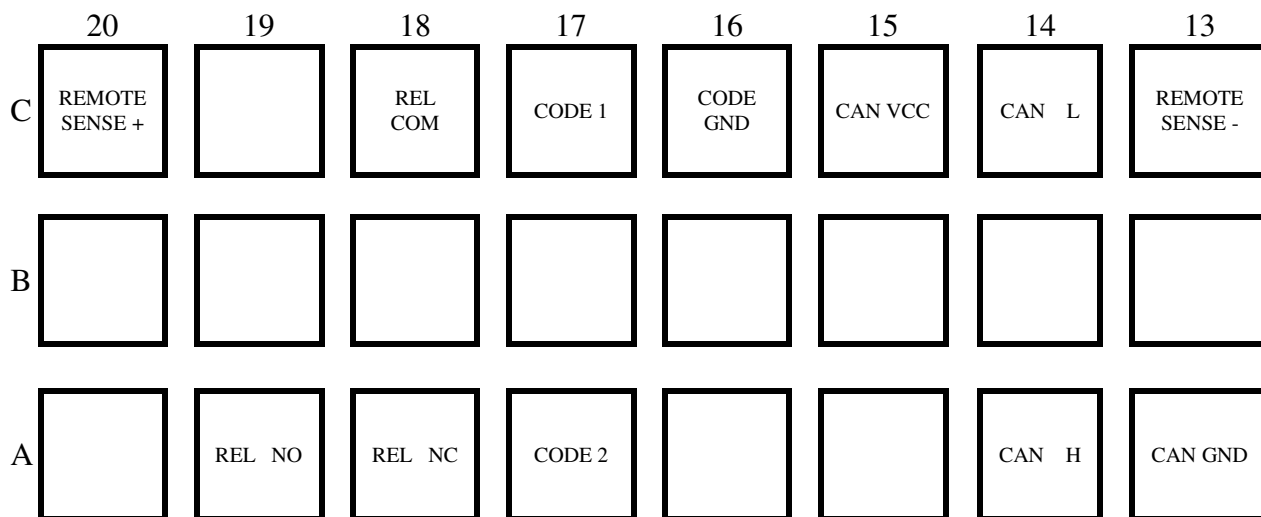 20 19 18 17 16 15 14 13
C REMOTE SENSE + REL COM CODE 1 CODE GND CAN VCC CAN L REMOTE SENSE -
B
A REL NO REL NC CODE 2 CAN H CAN GND